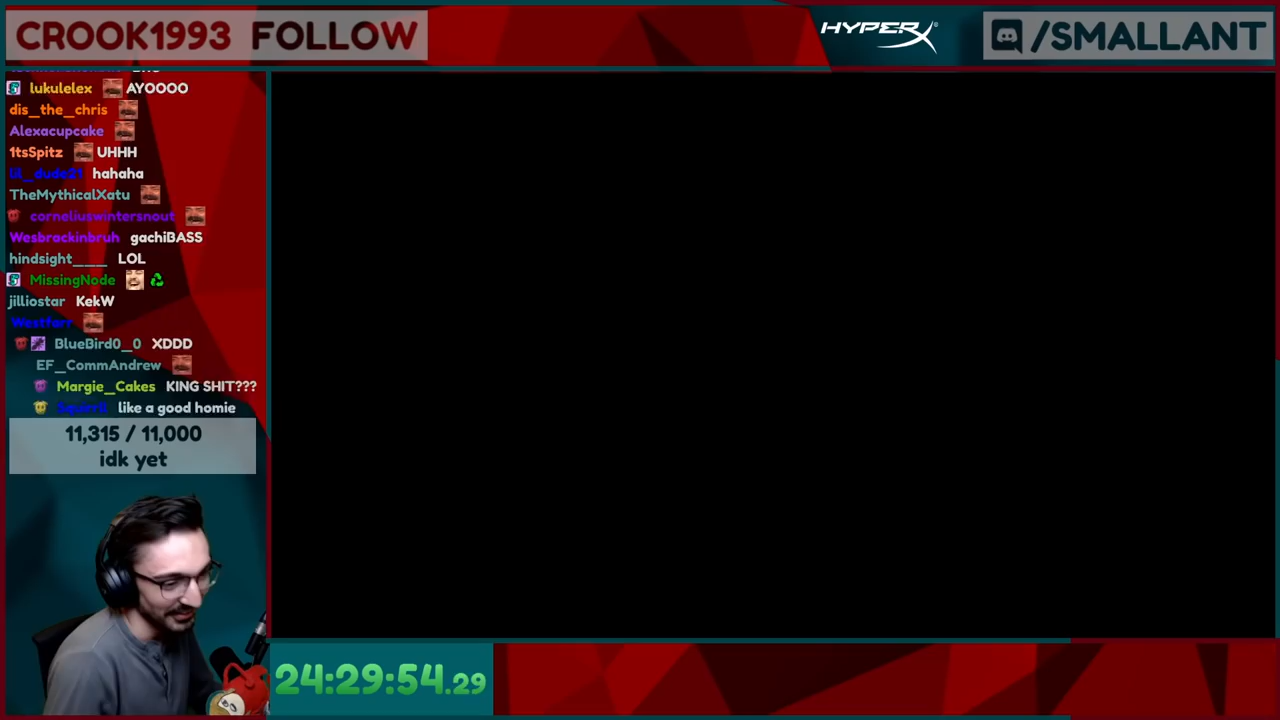 CROOK1993 FOLLOW
HYPERX
/SMALLANT
lukulelex AYOOOO
dis_the_chris
Alexacupcake
1tsSpitz UHHH
lil_dude21 hahaha
TheMythicalXatu
corneliuswintersnout
Wesbrockinbruh gachiBASS
hindsight___ LOL
MissingNode
jilliostar KekW
Westferr
BlueBird0_0 XDDD
EF_CommAndrew
Margie_Cakes KING SHIT???
like a good homie
11,315 / 11,000
idk yet
24:29:54.29